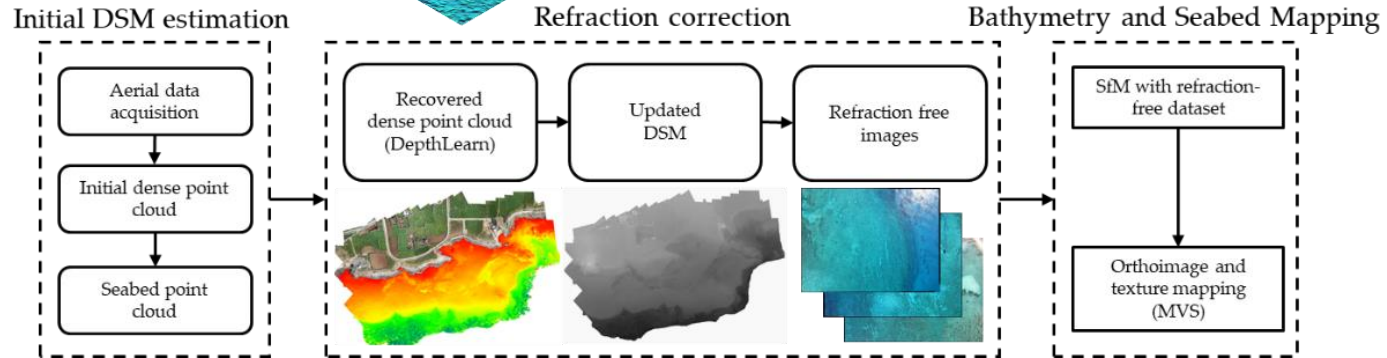 Initial DSM estimation
Refraction correction
Bathymetry and Seabed Mapping
Aerial data
acquisition
Initial dense point
cloud
Seabed point
cloud
Recovered
dense point cloud
(DepthLearn)
Updated
DSM
Refraction free
images
SfM with refraction-
free dataset
Orthoimage and
texture mapping
(MVS)